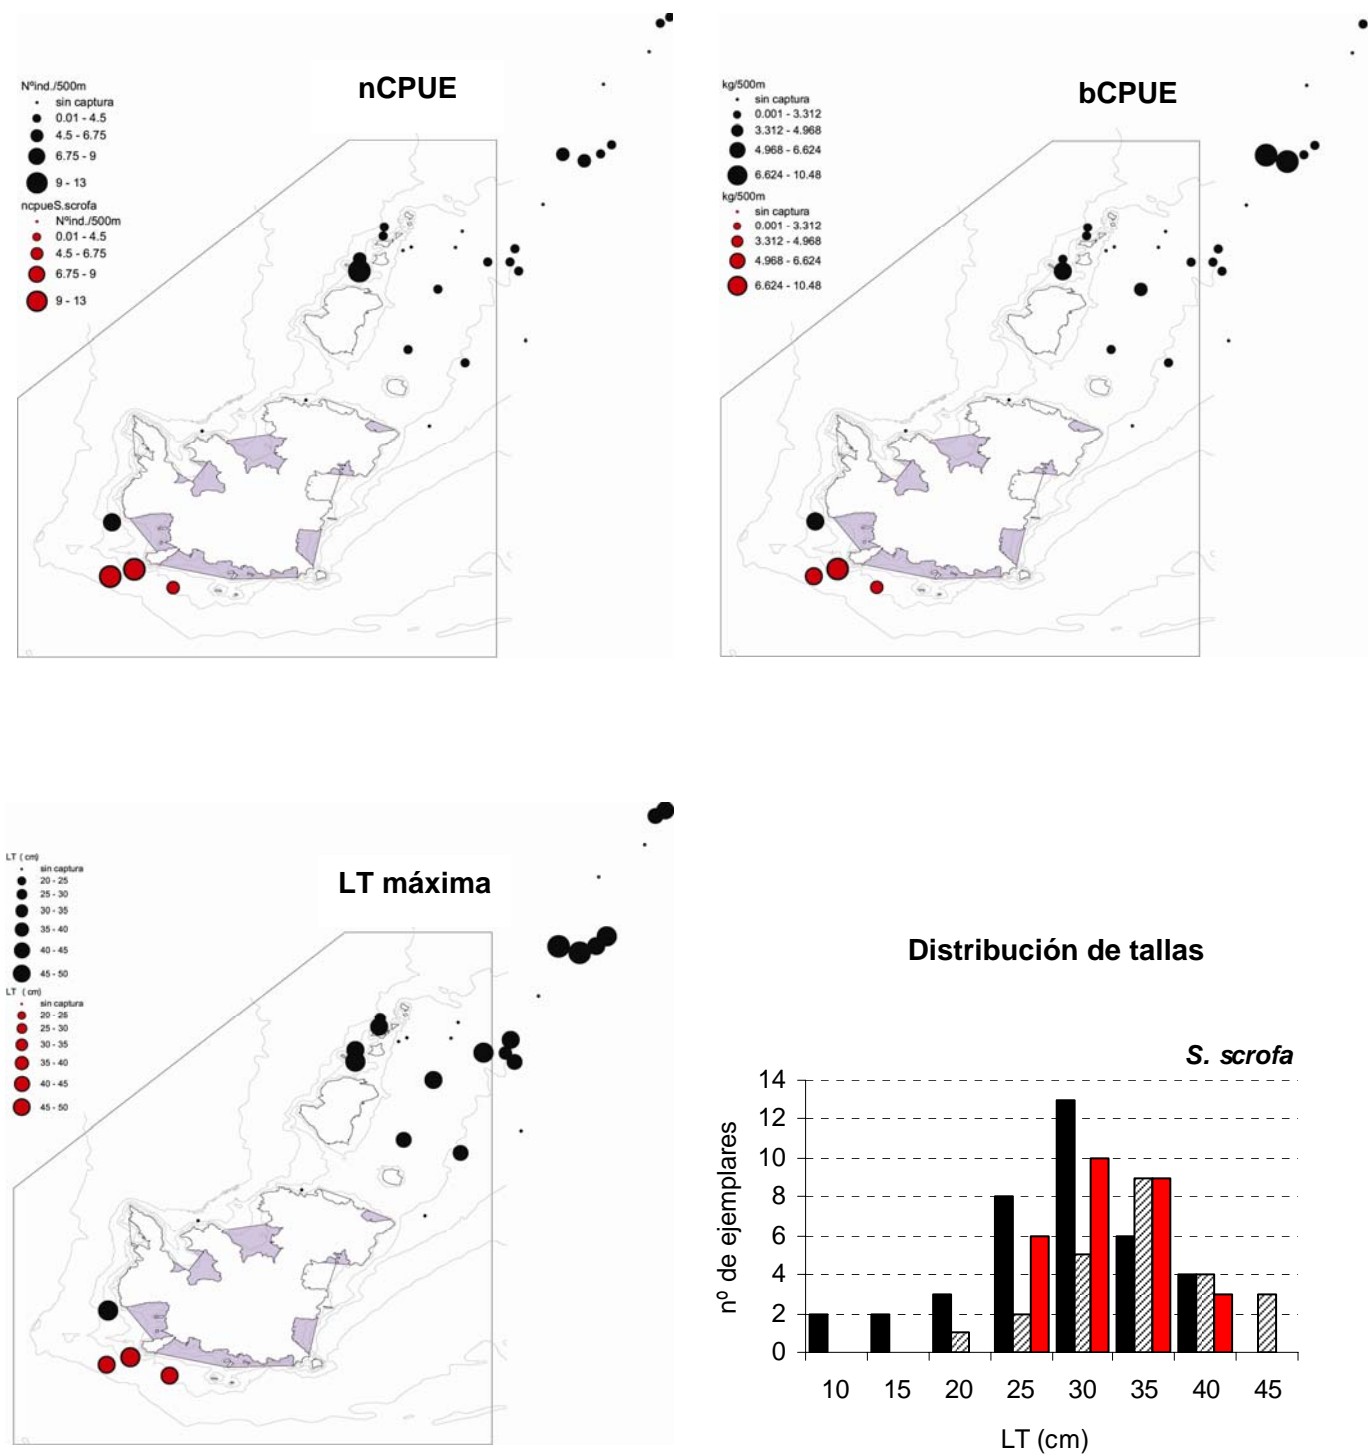 nCPUE
Nºind./500m
sin captura
0.01 - 4.5
4.5 - 6.75
6.75 - 9
9 - 13
ncpueS.scrofa
Nºind./500m
0.01 - 4.5
4.5 - 6.75
6.75 - 9
9 - 13
bCPUE
kg/500m
sin captura
0.001 - 3.312
3.312 - 4.968
4.968 - 6.624
6.624 - 10.48
kg/500m
sin captura
0.001 - 3.312
3.312 - 4.968
4.968 - 6.624
6.624 - 10.48
LT máxima
LT ( cm)
sin captura
20 - 25
25 - 30
30 - 35
35 - 40
40 - 45
45 - 50
LT ( cm)
sin captura
20 - 25
25 - 30
30 - 35
35 - 40
40 - 45
45 - 50
Distribución de tallas
S. scrofa
nº de ejemplares
14
12
10
8
6
4
2
0
10 15 20 25 30 35 40 45
LT (cm)